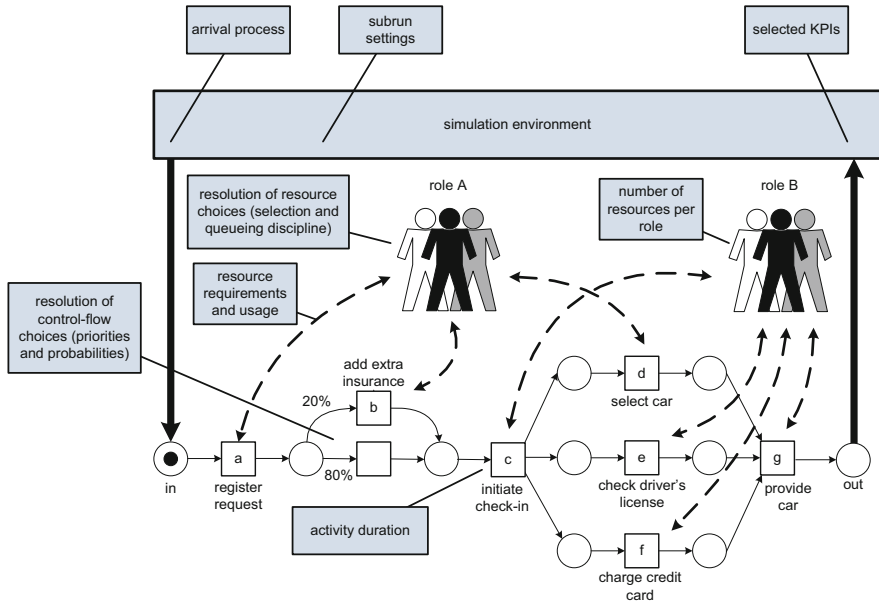 arrival process
subrun
settings
selected KPIs
simulation environment
resolution of resource
choices (selection and
queueing discipline)
role A
number of
resources per
role
role B
resource
requirements
and usage
resolution of
control-flow
choices (priorities
and probabilities)
add extra
insurance
20%
b
d
select car
a
80%
c
e
g
in
register
request
initiate
check-in
check driver's
license
provide
car
out
activity duration
f
charge credit
card